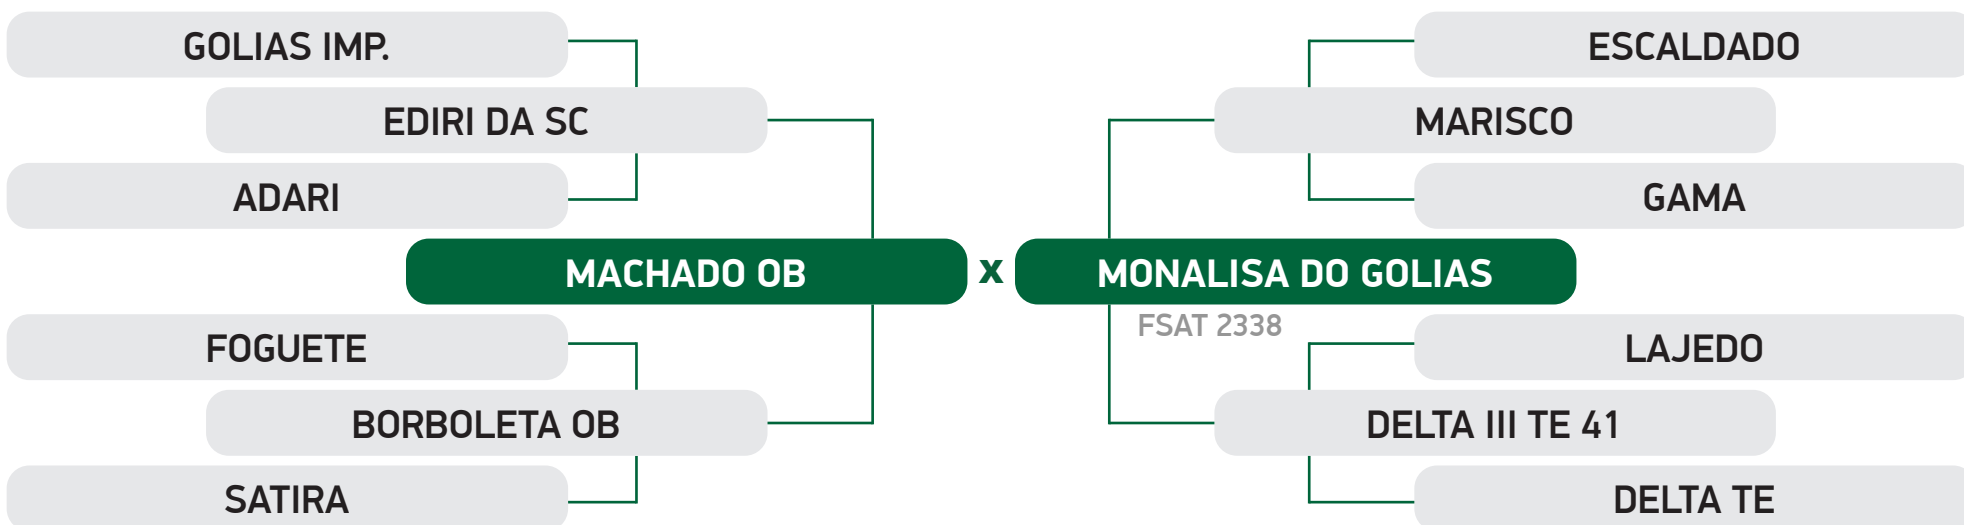 GOLIAS IMP.
ESCALDADO
EDIRI DA SC
MARISCO
ADARI
GAMA
MACHADO OB x MONALISA DO GOLIAS
FSAT 2338
FOGUETE
LAJEDO
BORBOLETA OB
DELTA III TE 41
SATIRA
DELTA TE